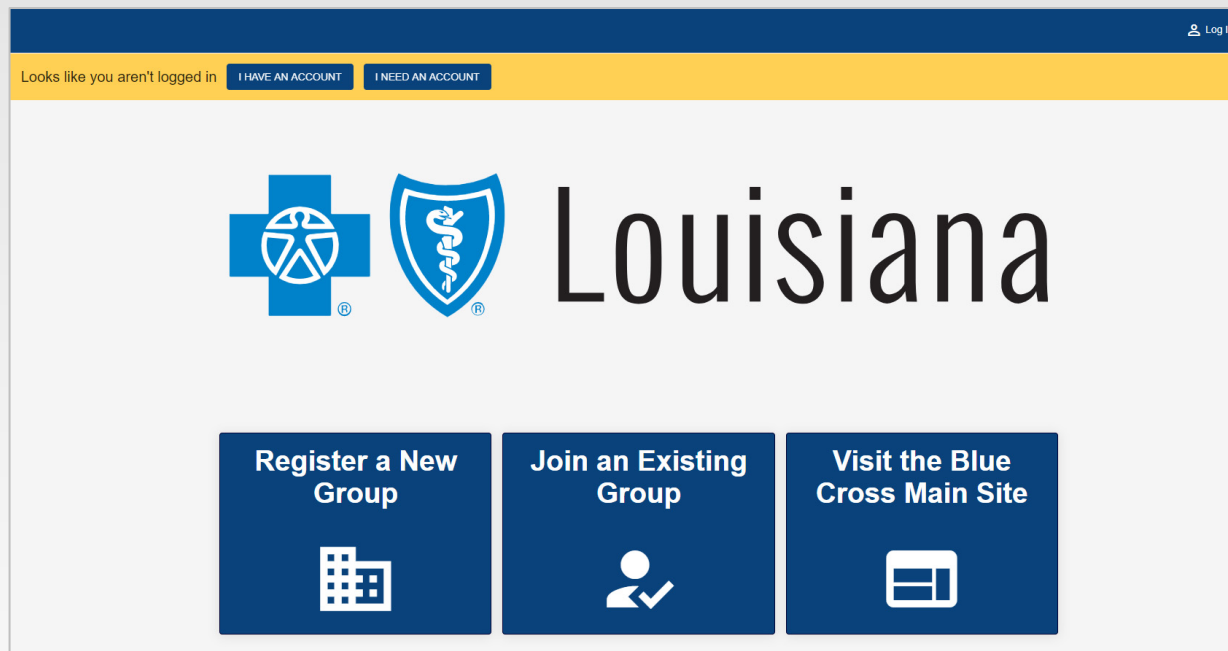 Log I
Looks like you aren't logged in I HAVE AN ACCOUNT I NEED AN ACCOUNT
Louisiana
® ®
Register a New
Group
Join an Existing
Group
Visit the Blue
Cross Main Site